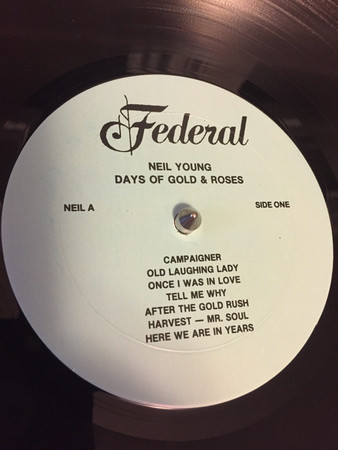 Federal
NEIL YOUNG
DAYS OF GOLD & ROSES
NEIL A
SIDE ONE
CAMPAIGNER
OLD LAUGHING LADY
ONCE I WAS IN LOVE
TELL ME WHY
AFTER THE GOLD RUSH
HARVEST — MR. SOUL
HERE WE ARE IN YEARS